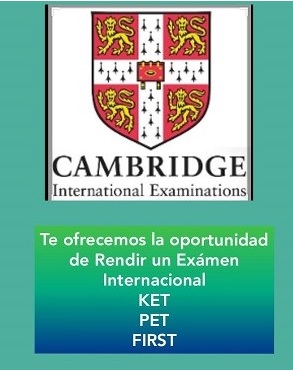 CAMBRIDGE
International Examinations
Te ofrecemos la oportunidad
de Rendir un Exámen
Internacional
KET
PET
FIRST